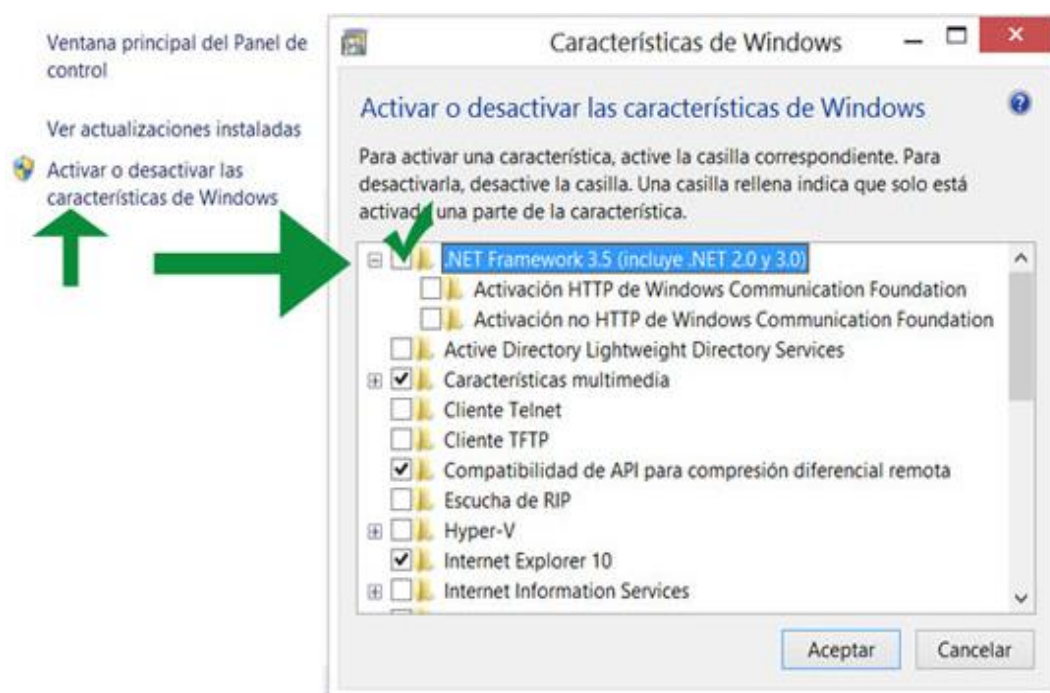 Ventana principal del Panel de
control
Ver actualizaciones instaladas
Activar o desactivar las
características de Windows
Características de Windows
Activar o desactivar las características de Windows
Para activar una característica, active la casilla correspondiente. Para
desactivarla, desactive la casilla. Una casilla rellena indica que solo está
activada una parte de la característica.
.NET Framework 3.5 (incluye .NET 2.0 y 3.0)
Activación HTTP de Windows Communication Foundation
Activación no HTTP de Windows Communication Foundation
Active Directory Lightweight Directory Services
Características multimedia
Cliente Telnet
Cliente TFTP
Compatibilidad de API para compresión diferencial remota
Escucha de RIP
Hyper-V
Internet Explorer 10
Internet Information Services
Aceptar
Cancelar